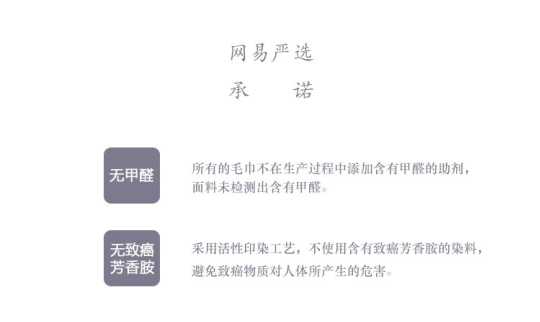 网易严选
承诺
无甲醛
所有的毛巾不在生产过程中添加含有甲醛的助剂，
面料未检测出含有甲醛。
无致癌
芳香胺
采用活性印染工艺，不使用含有致癌芳香胺的染料，
避免致癌物质对人体所产生的危害。